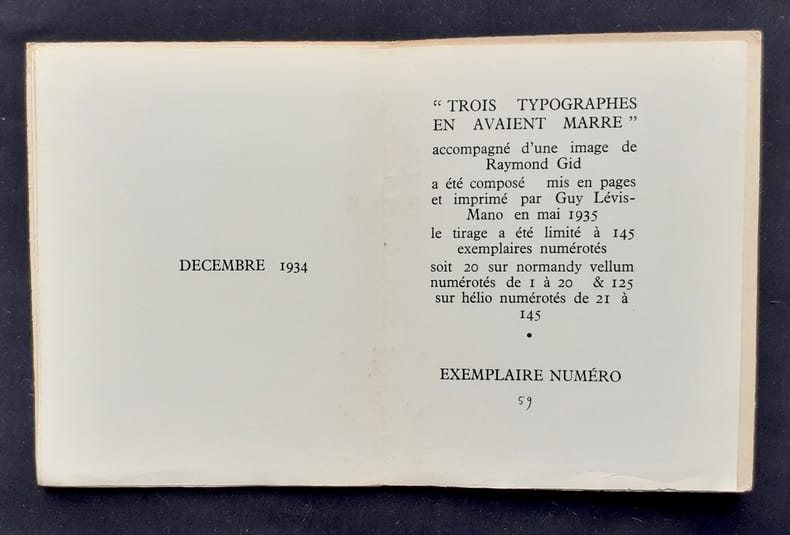 DECEMBRE 1934
“ TROIS TYPOGRAPHES
EN AVAIENT MARRE ”
accompagné d'une image de
Raymond Gid
a été composé mis en pages
et imprimé par Guy Lévis-
Mano en mai 1935
le tirage a été limité à 145
exemplaires numérotés
soit 20 sur normandy vellum
numérotés de 1 à 20 & 125
sur hélio numérotés de 21 à
145
•
EXEMPLAIRE NUMÉRO
59